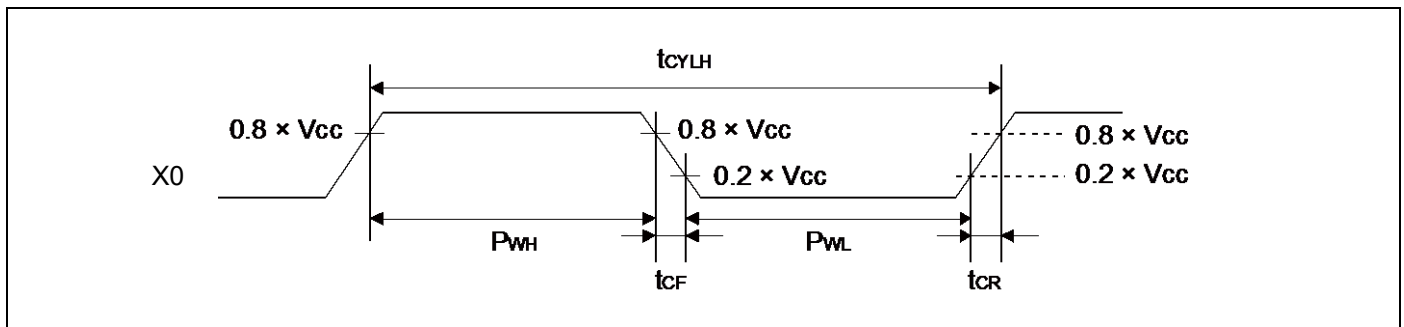 tCYLH
0.8 × Vcc
0.8 × Vcc
0.8 × Vcc
X0
0.2 × Vcc
0.2 × Vcc
PWH
PWL
tCF
tCR